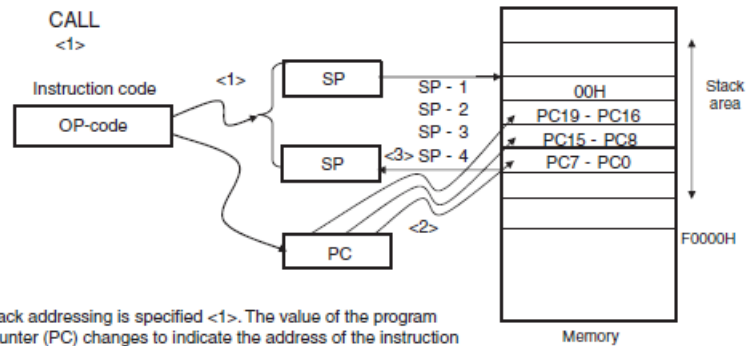 CALL
<1>
Instruction code
OP-code
<1>
SP
SP
<3>
SP - 1
SP - 2
SP - 3
SP - 4
<2>
PC
00H
PC19 - PC16
PC15 - PC8
PC7 - PC0
Stack
area
F0000H
Memory
addressing is specified <1>. The value of the program
(PC) changes to indicate the address of the instruction